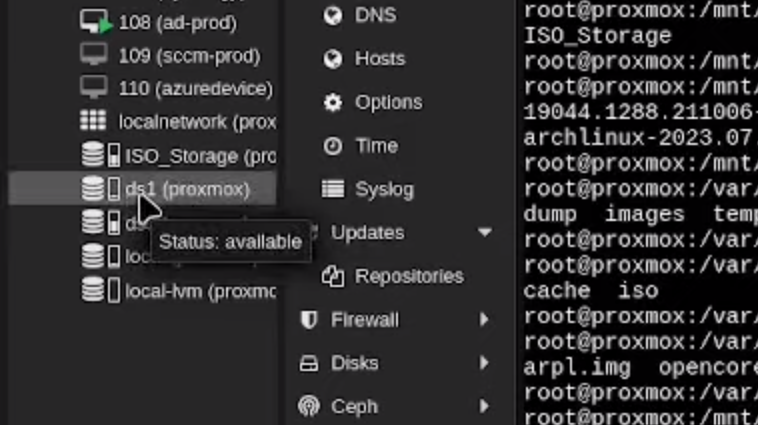 108 (ad-prod)
109 (sccm-prod)
110 (azuredevice)
localnetwork (prox
ISO_Storage (pro
ds1 (proxmox)
Status: available
local-lvm (proxmo
DNS
Hosts
Options
Time
Syslog
Updates
Repositories
Firewall
Disks
Ceph
root@proxmox:/mnt/
ISO_Storage
root@proxmox:/mnt/
root@proxmox:/mnt/
19044.1288.211006-
archlinux-2023.07.
root@proxmox:/mnt/
root@proxmox:/var/
dump images temp
root@proxmox:/var/
root@proxmox:/var/
cache iso
root@proxmox:/var/
root@proxmox:/var/
arpl.img opencore
root@proxmox:/var/
root@proxmox:/mnt/